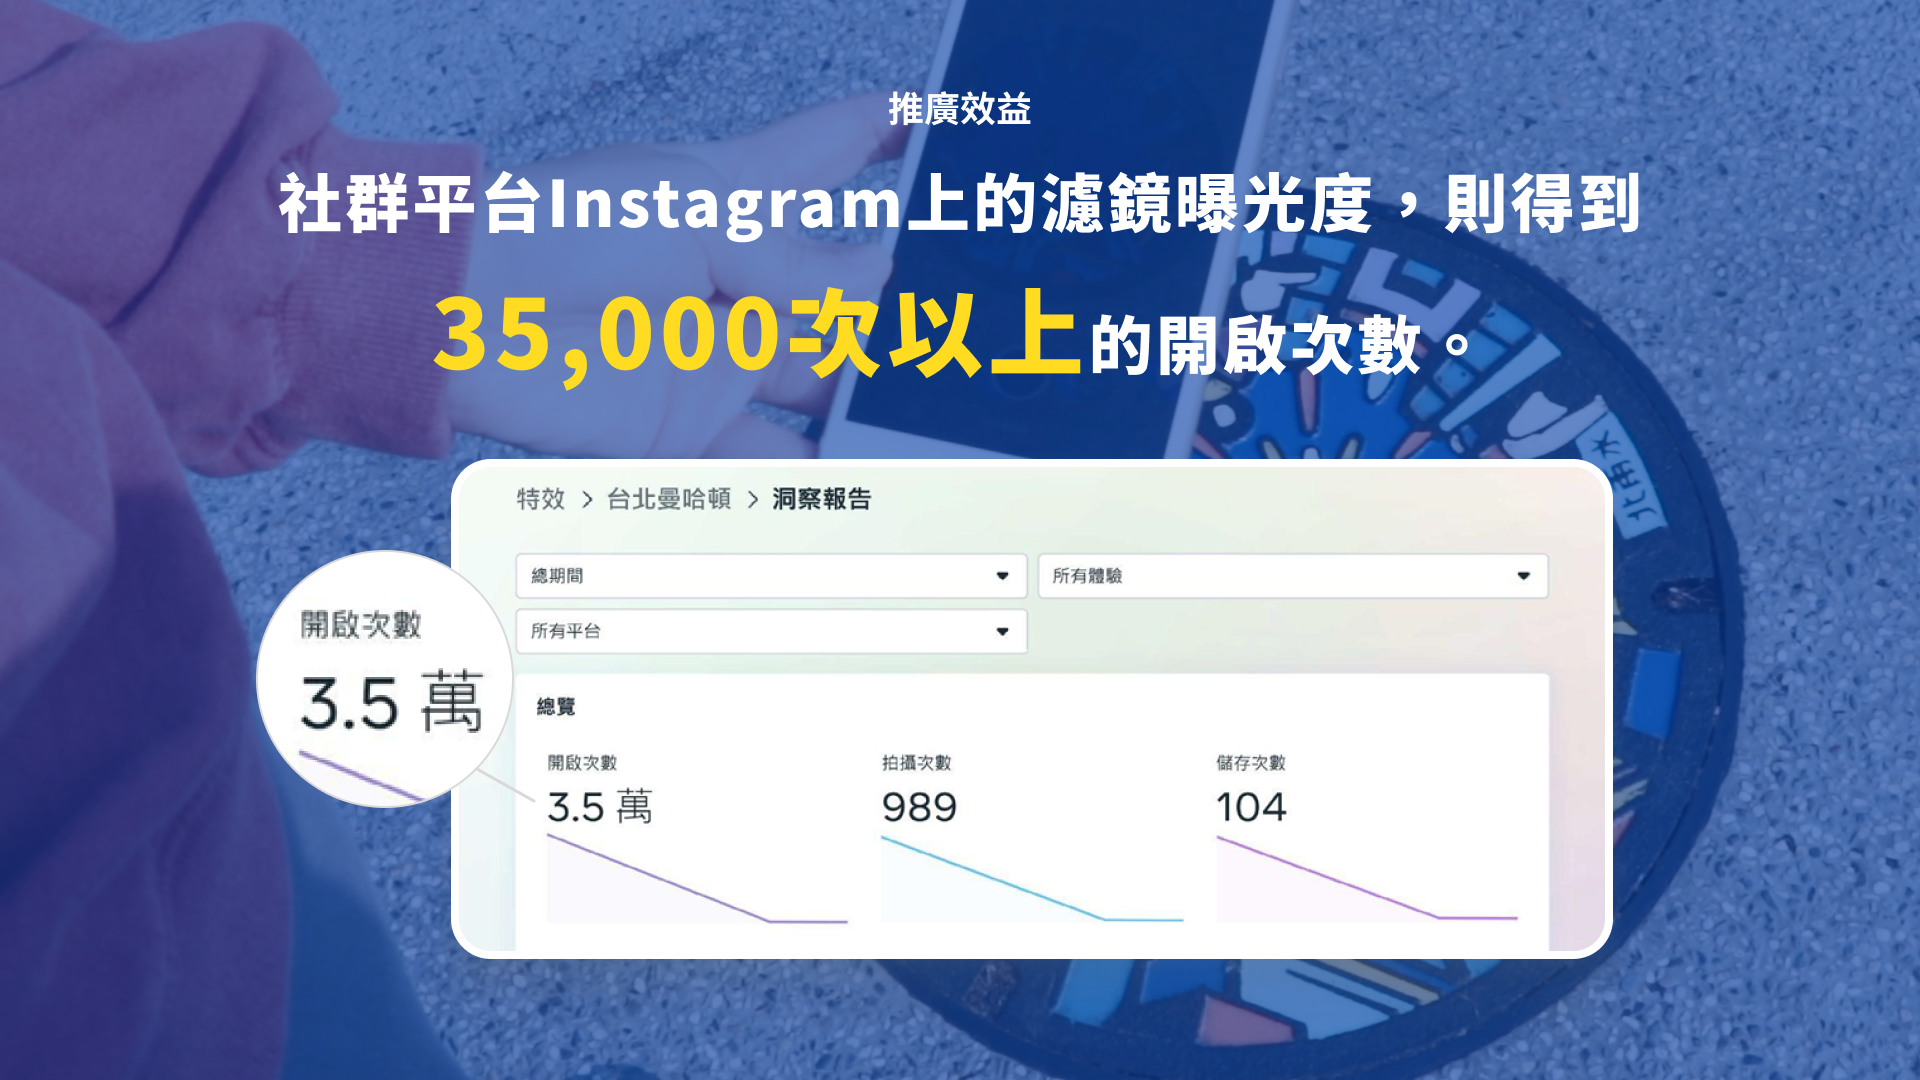 推廣效益
社群平台Instagram上的濾鏡曝光度，則得到
35,000次以上的開啟次數。
特效 > 台北曼哈頓 > 洞察報告
總期間
所有體驗
所有平台
開啟次數
3.5 萬
總覽
開啟次數
3.5 萬
拍攝次數
989
儲存次數
104
北市水